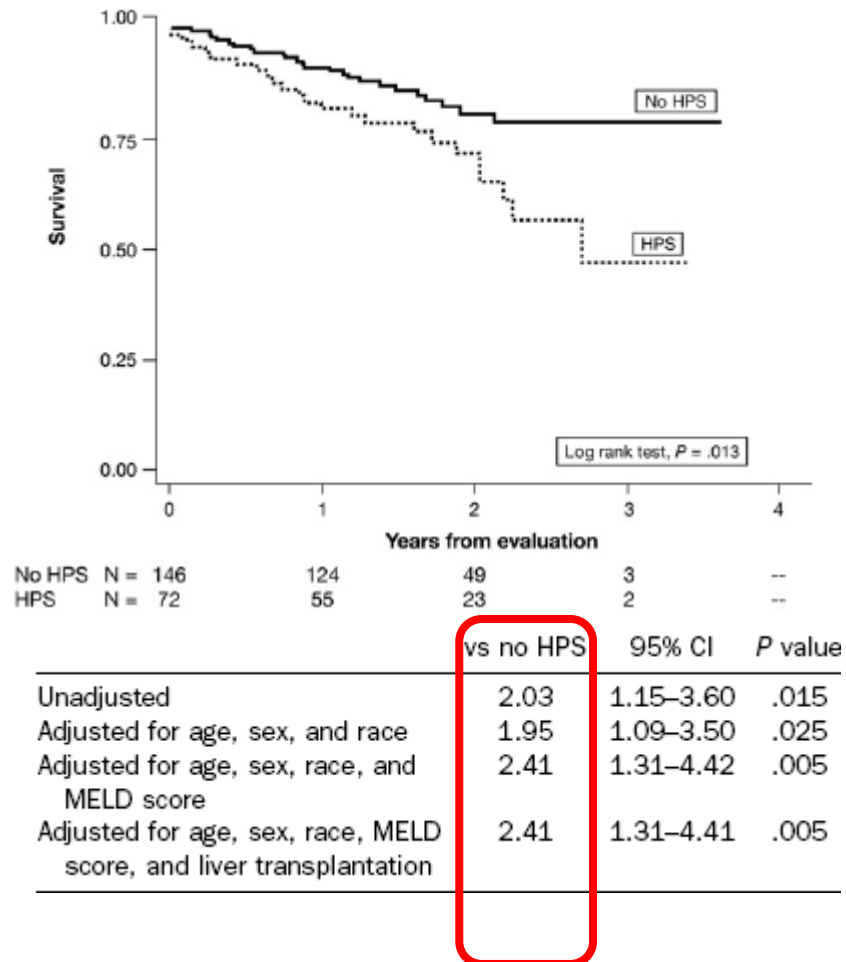 1.00
No HPS
0.75
Survival
0.50
HPS
0.25
Log rank test, P = .013
0.00
0 1 2 3 4
Years from evaluation
No HPS N = 146 124 49 3 --
HPS N = 72 55 23 2 --
vs no HPS 95% CI P value
Unadjusted 2.03 1.15–3.60 .015
Adjusted for age, sex, and race 1.95 1.09–3.50 .025
Adjusted for age, sex, race, and 2.41 1.31–4.42 .005
MELD score
Adjusted for age, sex, race, MELD 2.41 1.31–4.41 .005
score, and liver transplantation